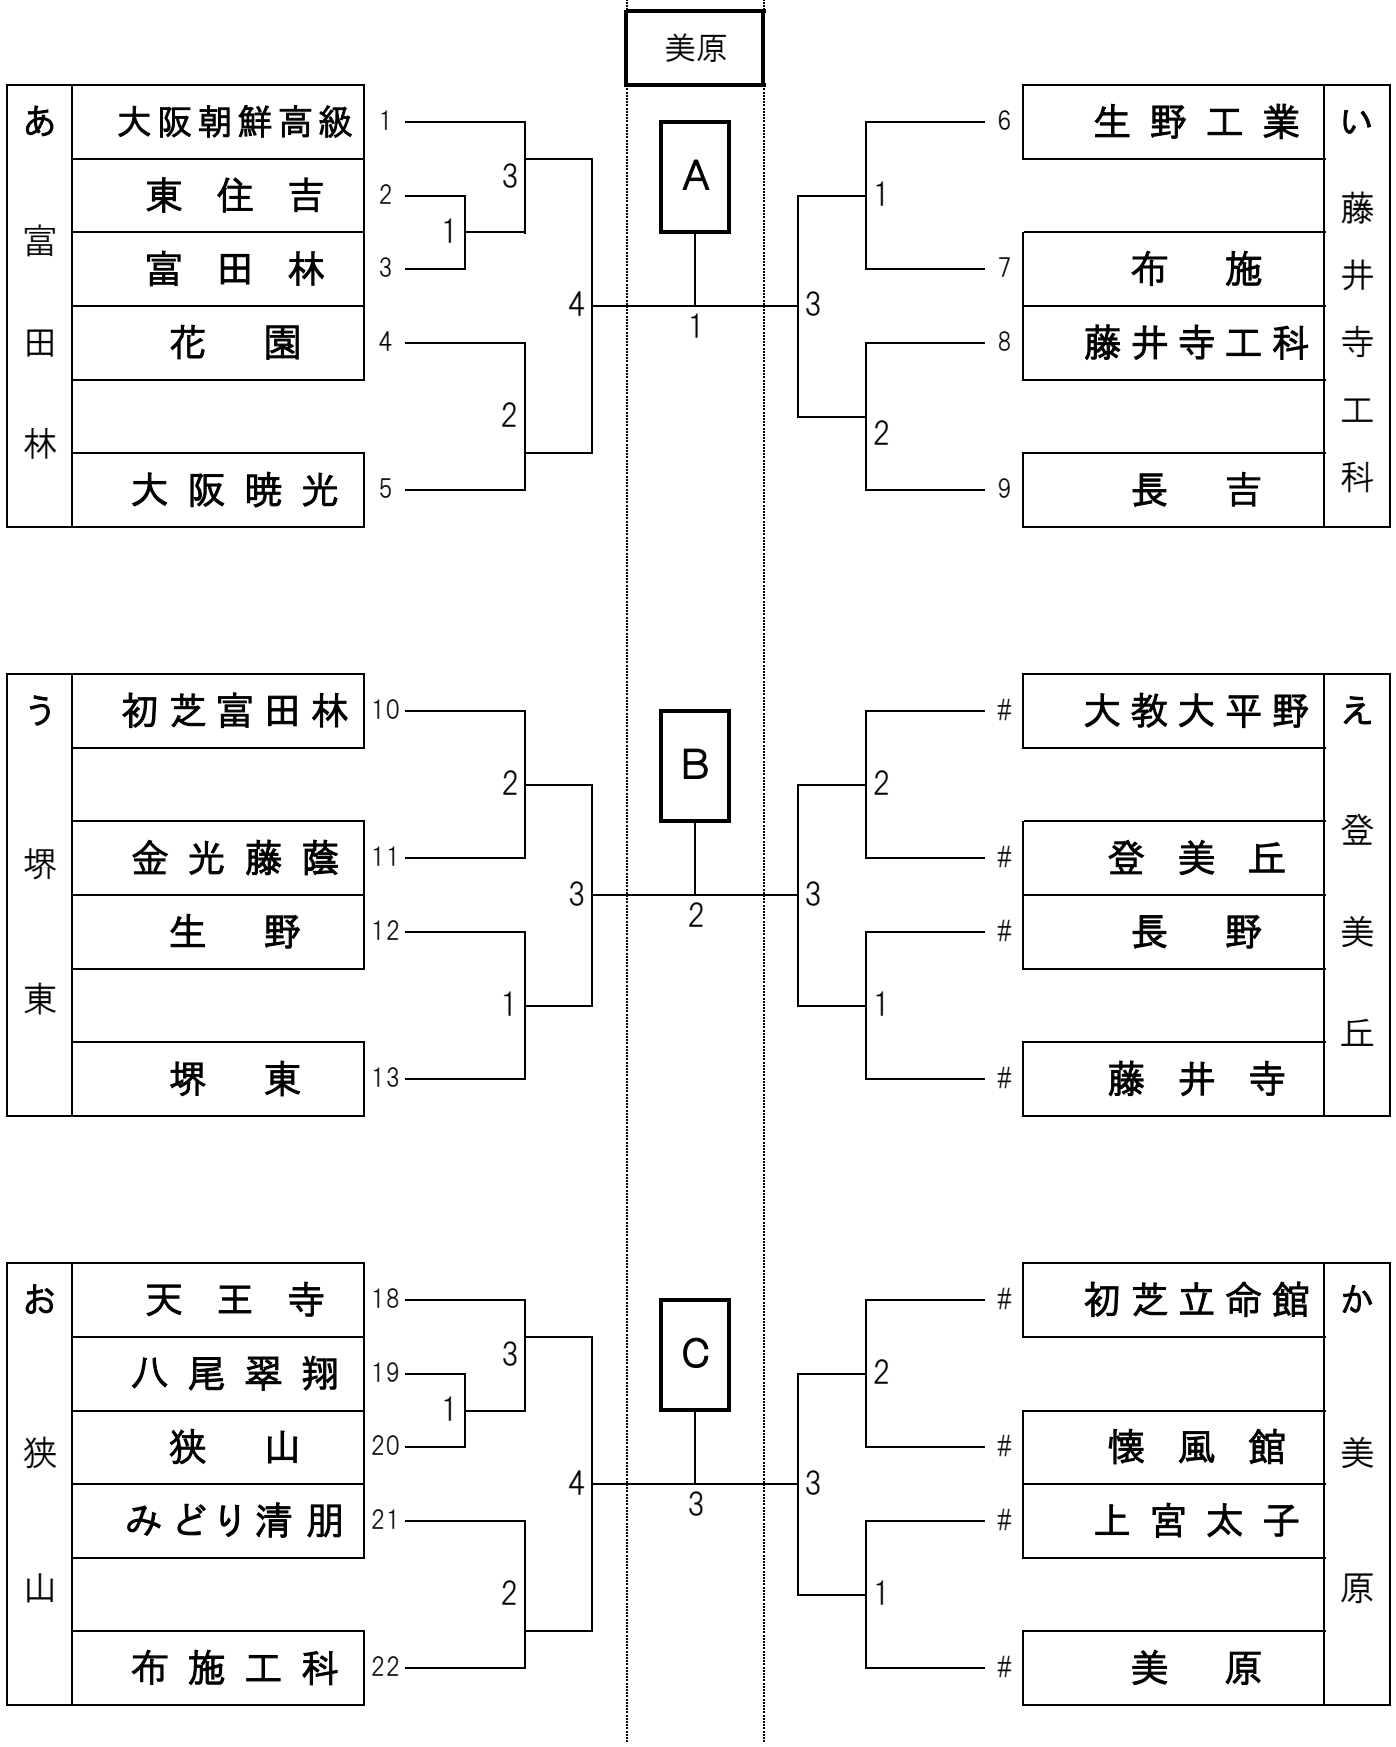 美原
あ 富田林
大阪朝鮮高級 1
東住吉 2
富田林 3
花園 4
大阪暁光 5
3
1
2
4
A
1
い 藤井寺工科
6 生野工業
7 布施
8 藤井寺工科
9 長吉
1
2
3
う 堺東
初芝富田林 10
金光藤蔭 11
生野 12
堺東 13
2
1
3
B
2
え 登美丘
# 大教大平野
# 登美丘
# 長野
# 藤井寺
2
1
3
お 狭山
天王寺 18
八尾翠翔 19
狭山 20
みどり清朋 21
布施工科 22
3
1
2
4
C
3
か 美原
# 初芝立命館
# 懐風館
# 上宮太子
# 美原
2
1
3